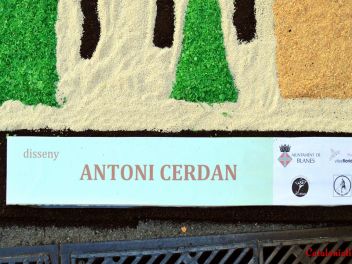 disseny
ANTONI CERDAN
AJUNTAMENT DE
BLANES